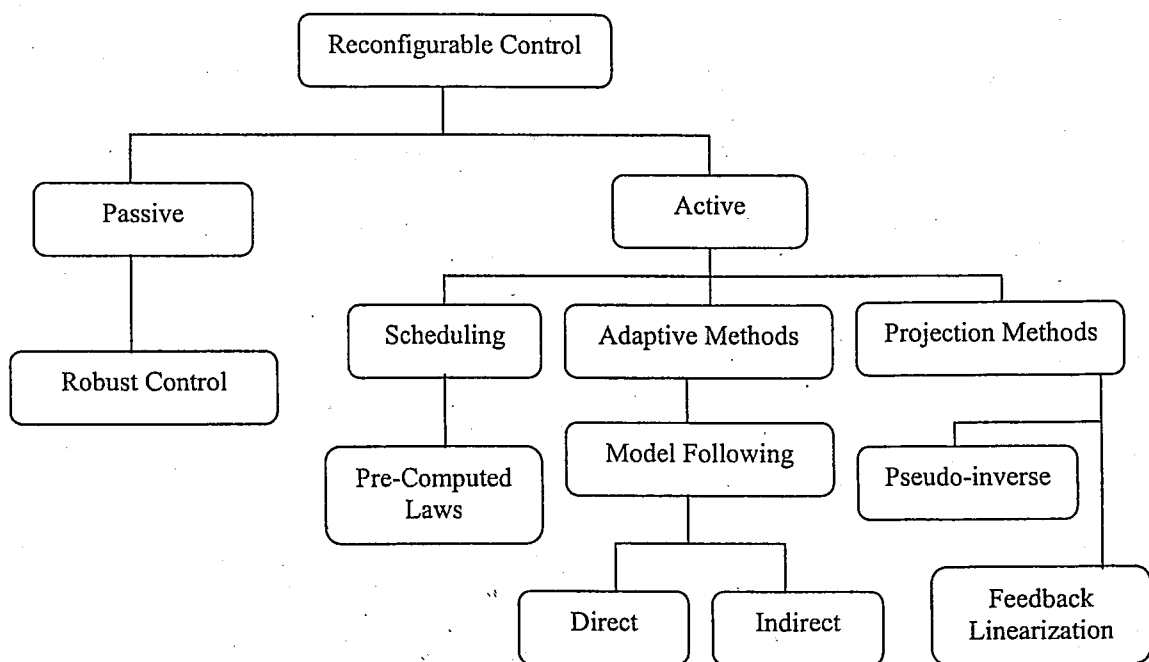 Reconfigurable Control
Passive
Active
Scheduling
Adaptive Methods
Projection Methods
Robust Control
Model Following
Pre-Computed
Laws
Pseudo-inverse
Direct
Indirect
Feedback
Linearization